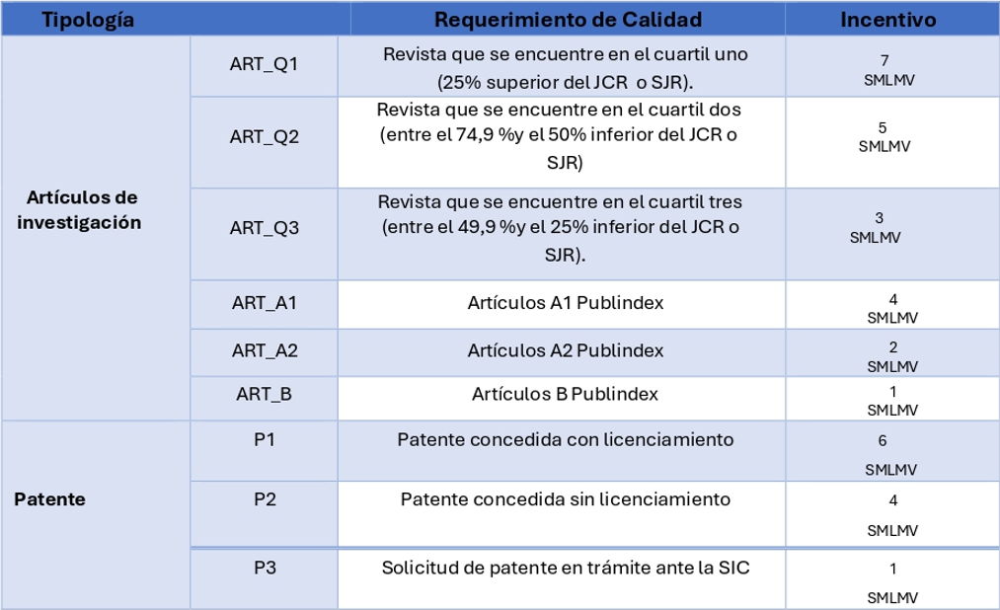 Tipología Requerimiento de Calidad Incentivo
Artículos de
investigación
ART_Q1
Revista que se encuentre en el cuartil uno
(25% superior del JCR o SJR).
7
SMLMV
ART_Q2
Revista que se encuentre en el cuartil dos
(entre el 74,9 %y el 50% inferior del JCR o
SJR)
5
SMLMV
ART_Q3
Revista que se encuentre en el cuartil tres
(entre el 49,9 %y el 25% inferior del JCR o
SJR).
3
SMLMV
ART_A1
Artículos A1 Publindex
4
SMLMV
ART_A2
Artículos A2 Publindex
2
SMLMV
ART_B
Artículos B Publindex
1
SMLMV
Patente
P1
Patente concedida con licenciamiento
6
SMLMV
P2
Patente concedida sin licenciamiento
4
SMLMV
P3
Solicitud de patente en trámite ante la SIC
1
SMLMV